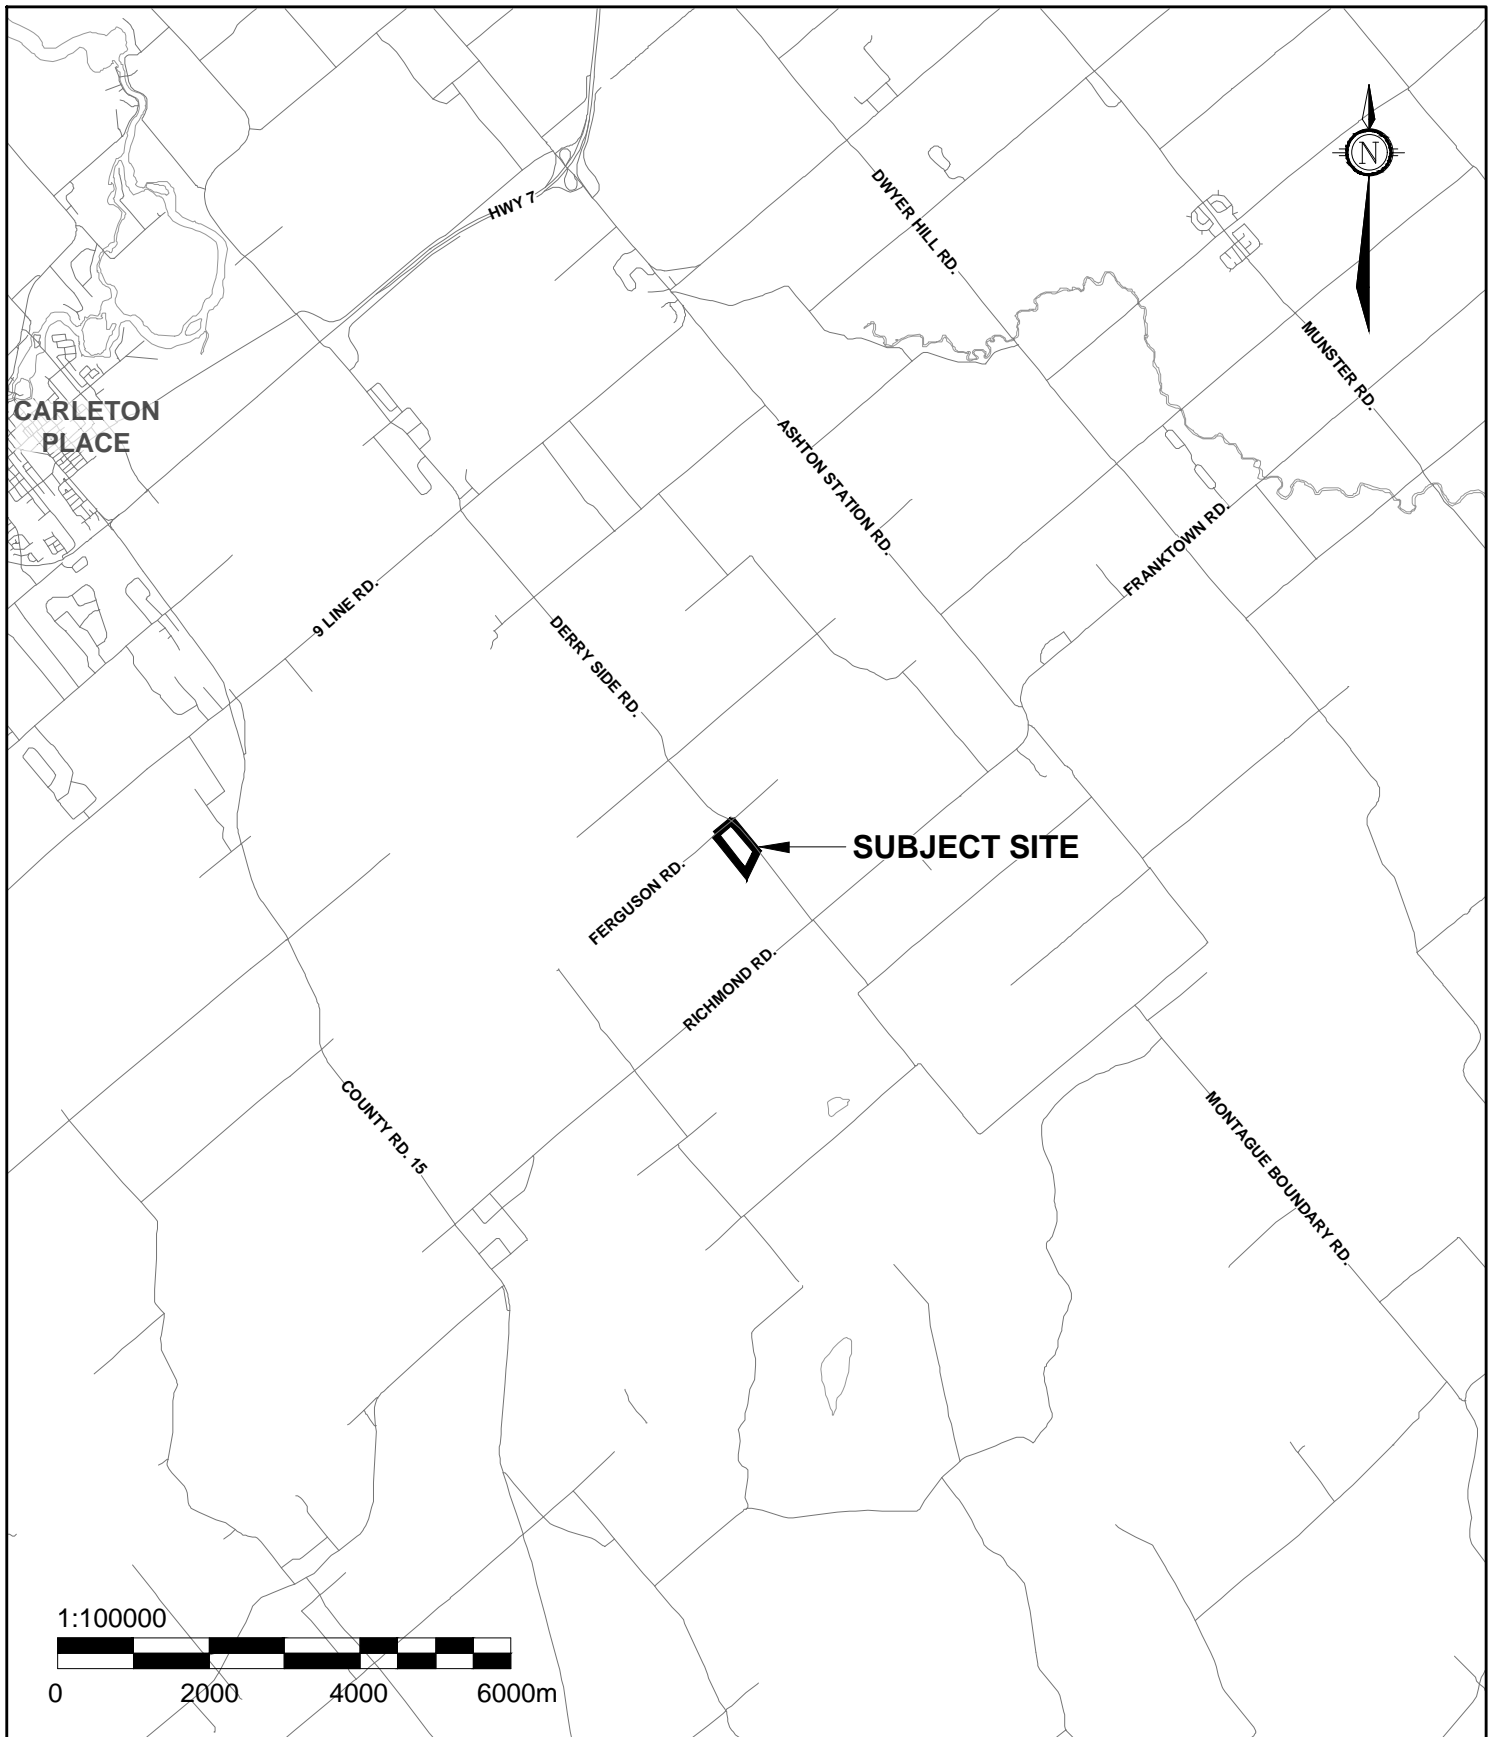 N
HWY 7
DWYER HILL RD.
MUNSTER RD.
CARLETON
PLACE
ASHTON STATION RD.
FRANKTOWN RD.
9 LINE RD.
DERRY SIDE RD.
SUBJECT SITE
FERGUSON RD.
RICHMOND RD.
COUNTY RD. 15
MONTAGUE BOUNDARY RD.
1:100000
0 2000 4000 6000m